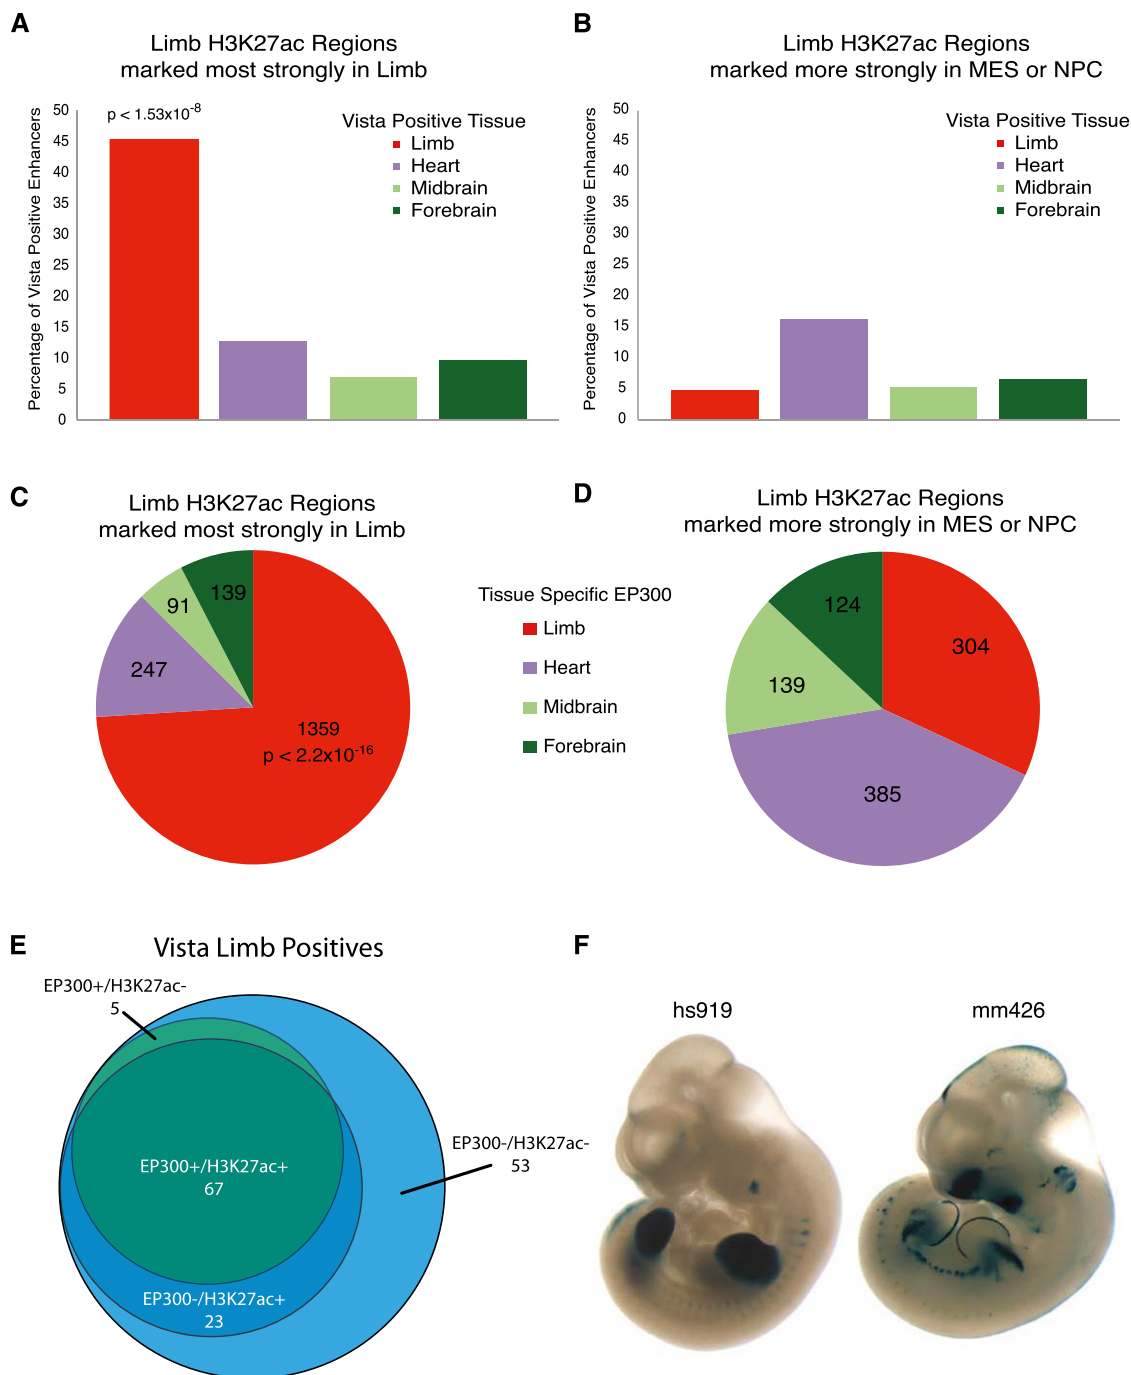 A
Limb H3K27ac Regions
marked most strongly in Limb
Percentage of Vista Positive Enhancers
50
45
40
35
30
25
20
15
10
5
0
p < 1.53x10-8
Vista Positive Tissue
Limb
Heart
Midbrain
Forebrain
B
Limb H3K27ac Regions
marked more strongly in MES or NPC
Percentage of Vista Positive Enhancers
50
45
40
35
30
25
20
15
10
5
0
Vista Positive Tissue
Limb
Heart
Midbrain
Forebrain
C
Limb H3K27ac Regions
marked most strongly in Limb
139
91
247
1359
p < 2.2x10-16
Tissue Specific EP300
Limb
Heart
Midbrain
Forebrain
D
Limb H3K27ac Regions
marked more strongly in MES or NPC
124
304
139
385
E
Vista Limb Positives
EP300+/H3K27ac-
5
EP300-/H3K27ac-
53
EP300+/H3K27ac+
67
EP300-/H3K27ac+
23
F
hs919
mm426